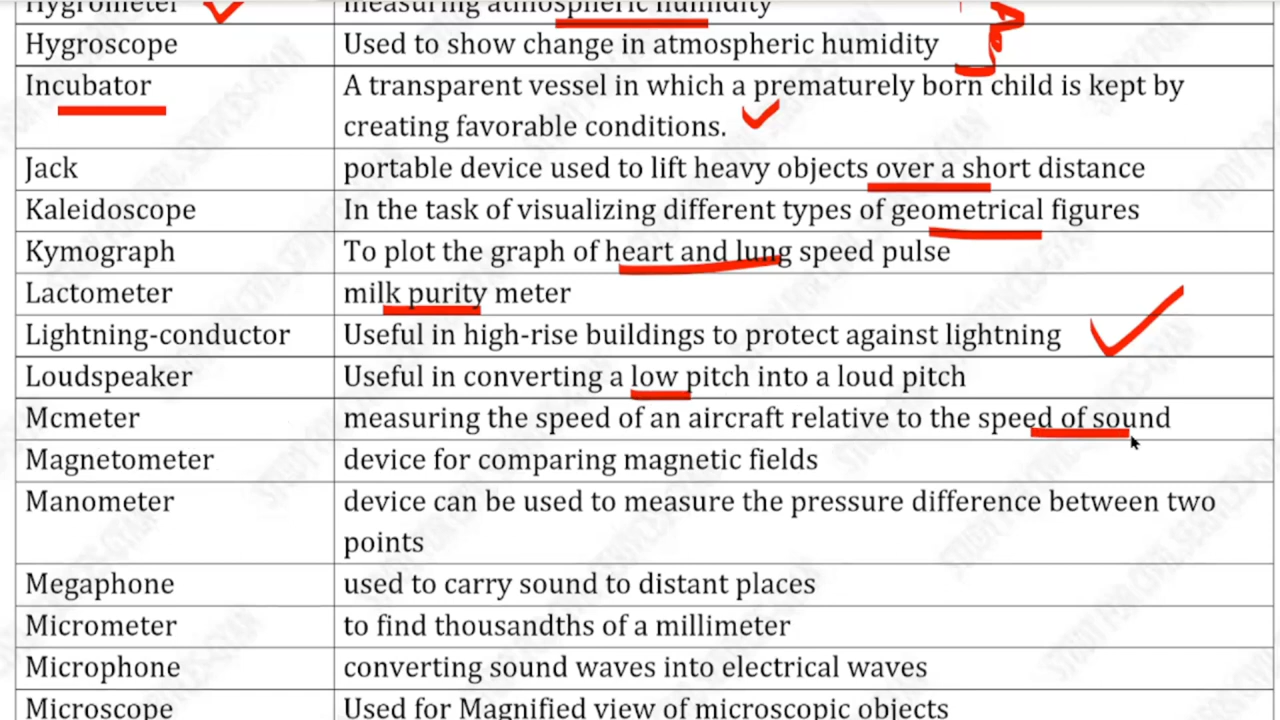 Hygrometer measuring atmospheric humidity
Hygroscope Used to show change in atmospheric humidity
Incubator A transparent vessel in which a prematurely born child is kept by
creating favorable conditions.
Jack portable device used to lift heavy objects over a short distance
Kaleidoscope In the task of visualizing different types of geometrical figures
Kymograph To plot the graph of heart and lung speed pulse
Lactometer milk purity meter
Lightning-conductor Useful in high-rise buildings to protect against lightning
Loudspeaker Useful in converting a low pitch into a loud pitch
Mcmeter measuring the speed of an aircraft relative to the speed of sound
Magnetometer device for comparing magnetic fields
Manometer device can be used to measure the pressure difference between two
points
Megaphone used to carry sound to distant places
Micrometer to find thousandths of a millimeter
Microphone converting sound waves into electrical waves
Microscope Used for Magnified view of microscopic objects